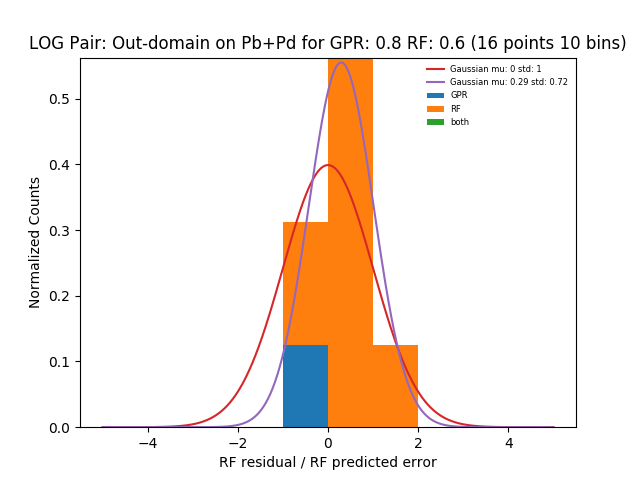 LOG Pair: Out-domain on Pb+Pd for GPR: 0.8 RF: 0.6 (16 points 10 bins)
Gaussian mu: 0 std: 1
Gaussian mu: 0.29 std: 0.72
GPR
RF
both
Normalized Counts
0.5
0.4
0.3
0.2
0.1
0.0
−4 −2 0 2 4
RF residual / RF predicted error